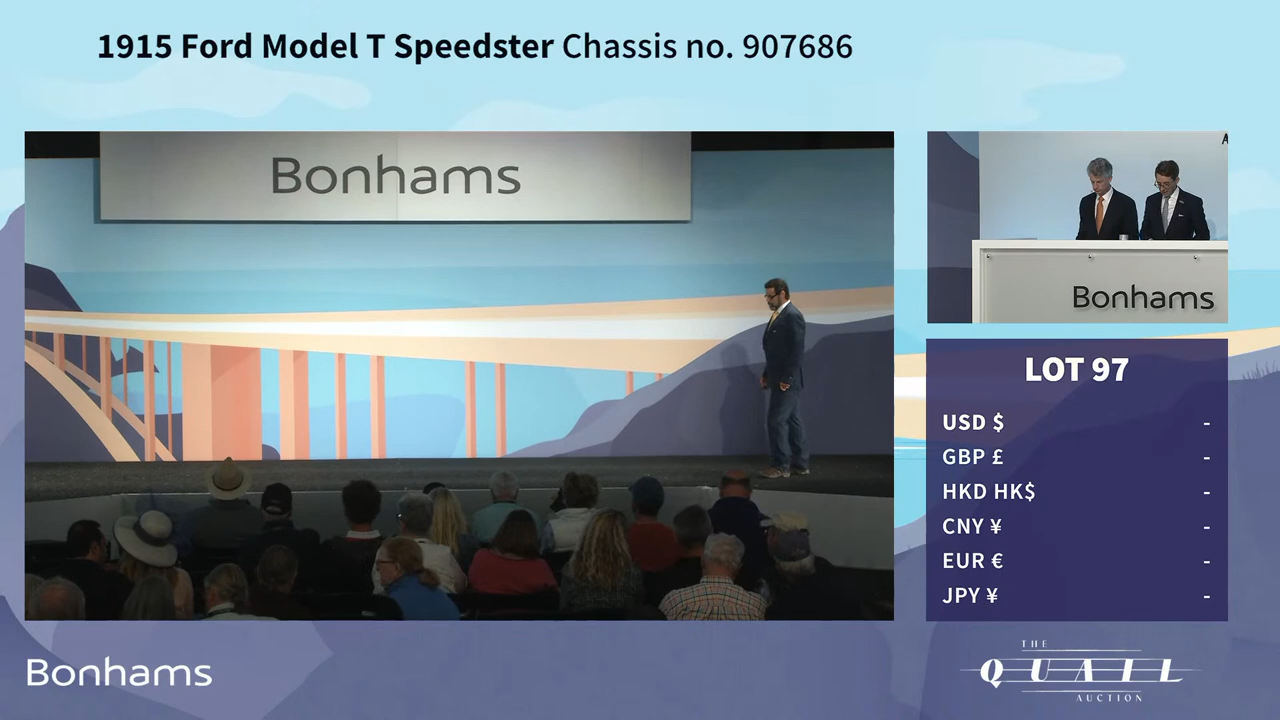 1915 Ford Model T Speedster Chassis no. 907686
Bonhams
A
Bonhams
LOT 97
USD $ -
GBP £ -
HKD HK$ -
CNY ¥ -
EUR € -
JPY ¥ -
Bonhams
THE
QUAIL
AUCTION